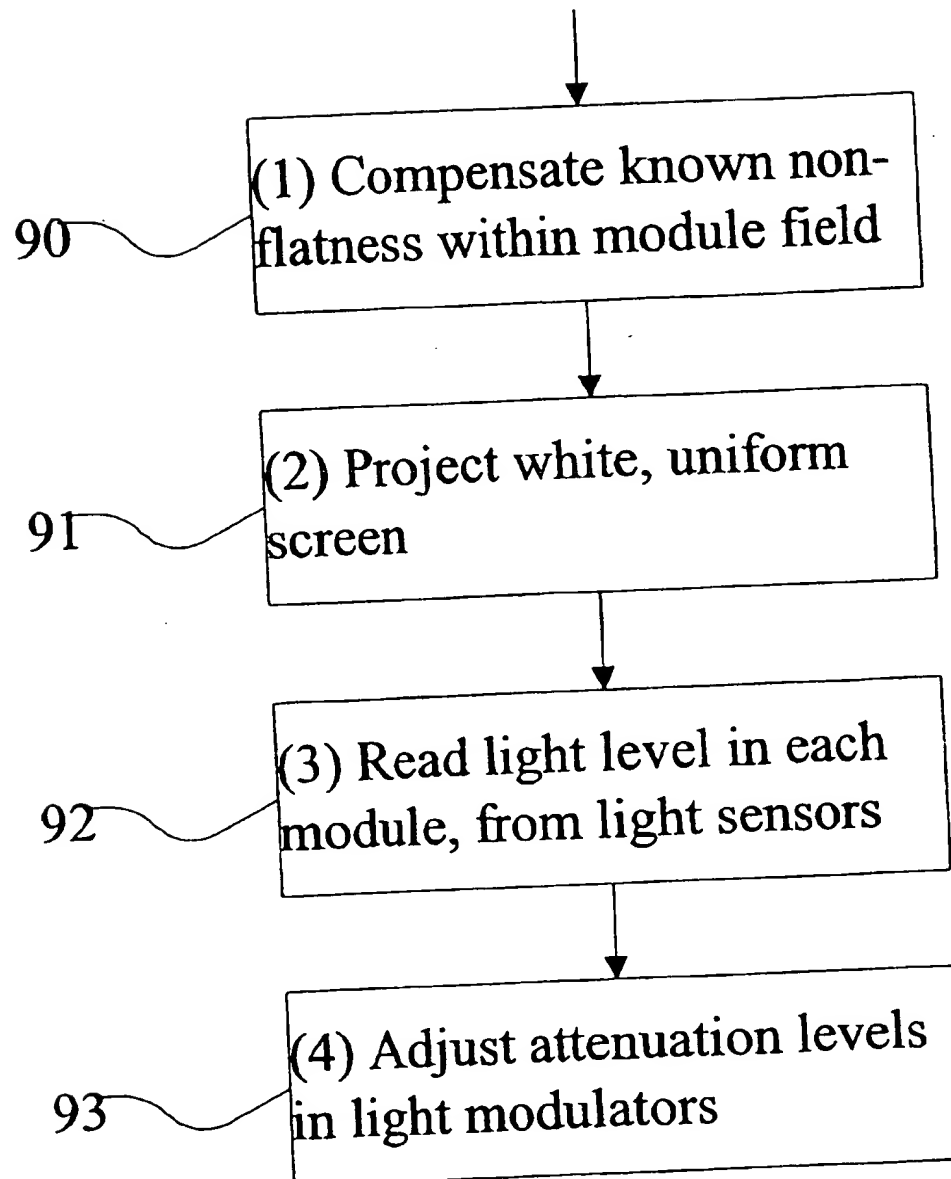 (1) Compensate known non-
90
flatness within module field
(2) Project white, uniform
91
screen
(3) Read light level in each
92
module, from light sensors
(4) Adjust attenuation levels
93
in light modulators